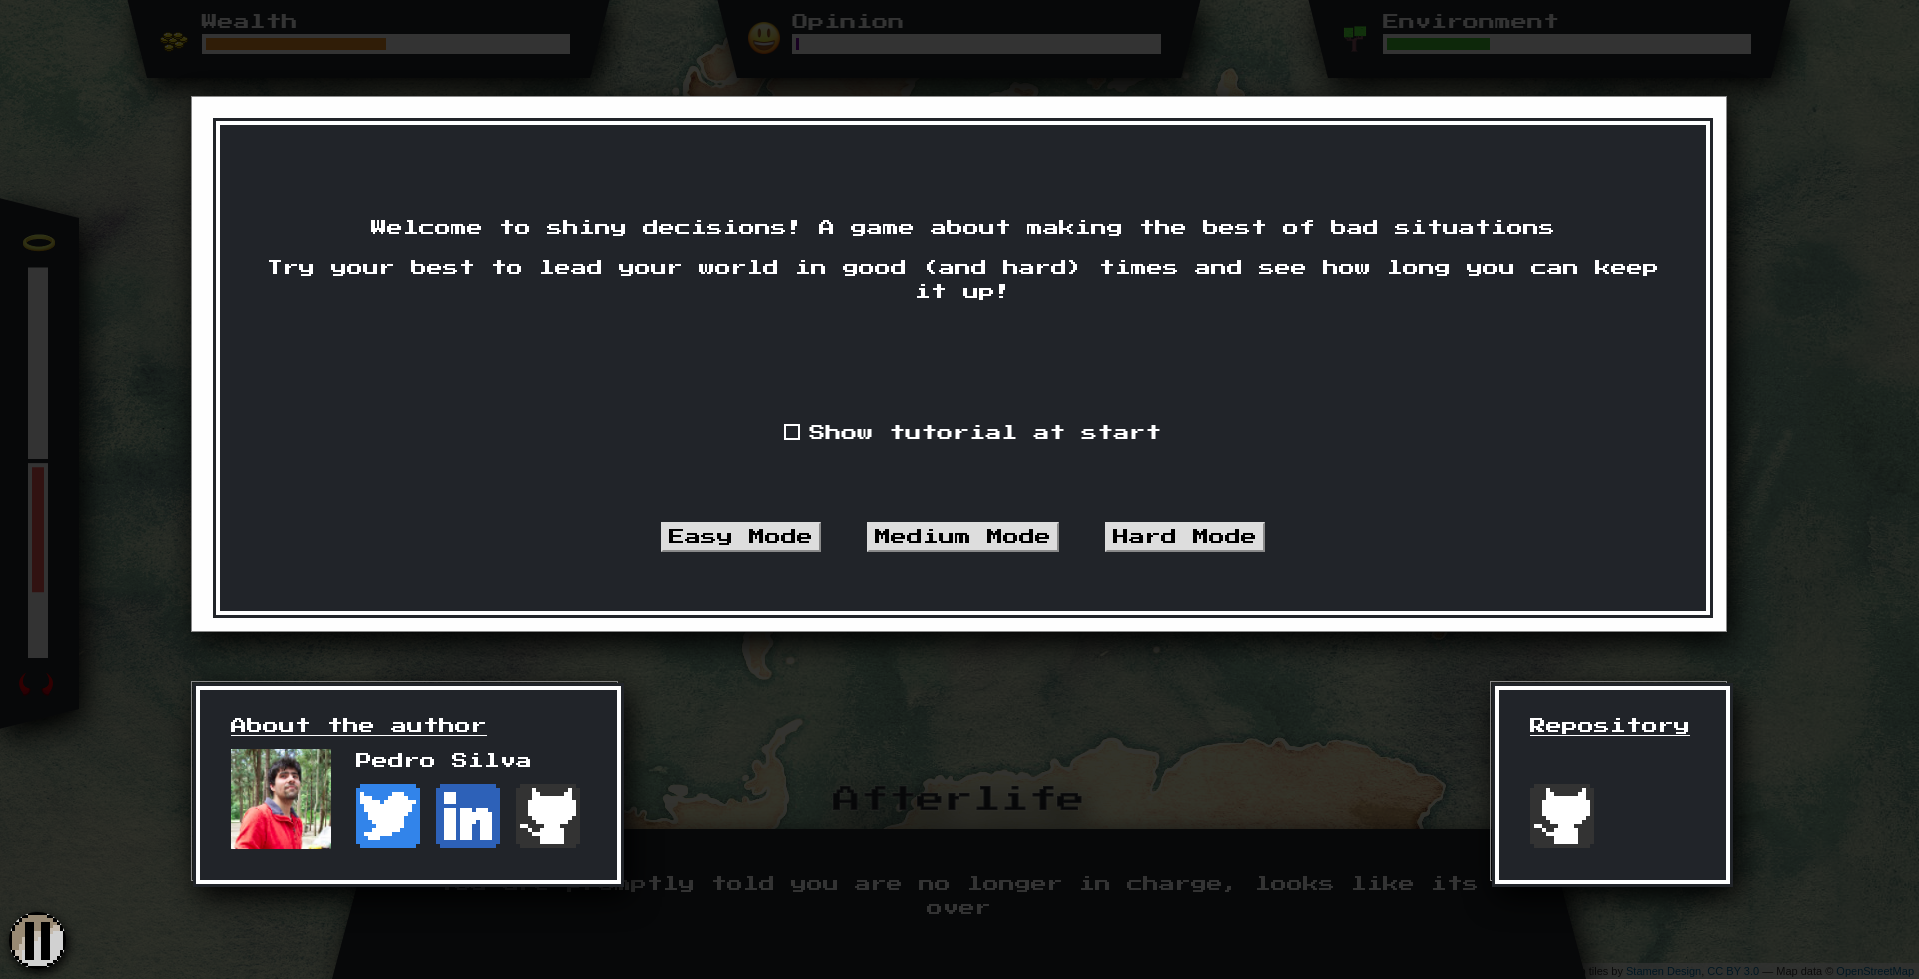 Wealth
Opinion
Environment
Welcome to shiny decisions! A game about making the best of bad situations
Try your best to lead your world in good (and hard) times and see how long you can keep
it up!
Show tutorial at start
Easy Mode
Medium Mode
Hard Mode
About the author
Pedro Silva
in
Repository
Afterlife
promptly told you are no longer in charge, looks like its
over
tiles by Stamen Design, CC BY 3.0 — Map data © OpenStreetMap